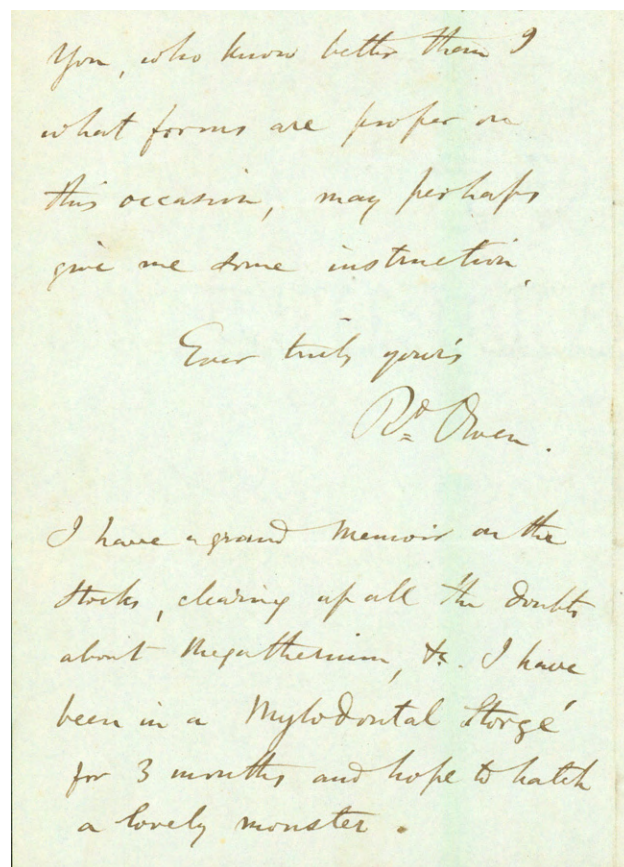 You, who know better than I
what forms are proper on
this occasion, may perhaps
give me some instruction.
Ever truly your's
Rd Owen.
I have a grand Memoir on the
Stocks, clearing up all the doubts
about Megatherium, &c. I have
been in a Mylodontal Storgé
for 3 months and hope to hatch
a lovely monster.